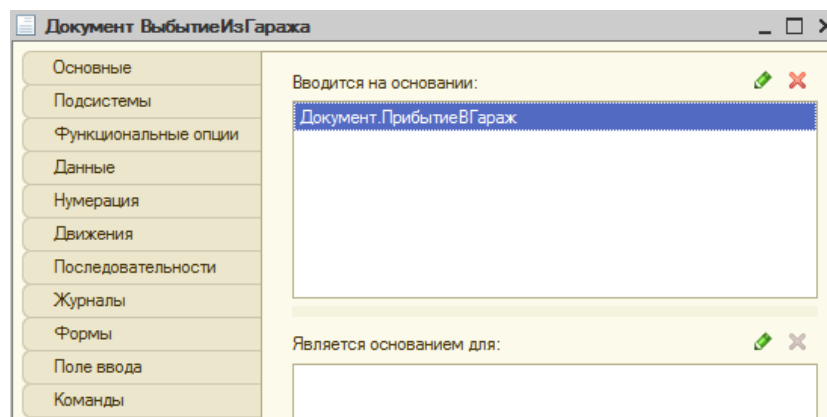 Документ ВыбытиеИзГаража
Основные
Подсистемы
Функциональные опции
Данные
Нумерация
Движения
Последовательности
Журналы
Формы
Поле ввода
Команды
Вводится на основании:
Документ.ПрибытиеВГараж
Является основанием для: